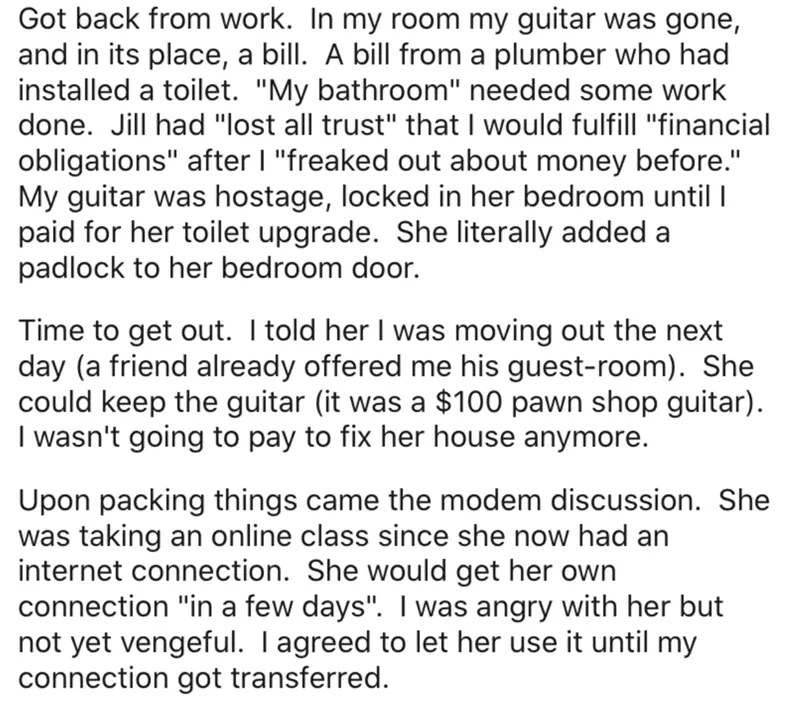 Got back from work.  In my room my guitar was gone,
and in its place, a bill.  A bill from a plumber who had
installed a toilet.  "My bathroom" needed some work
done.  Jill had "lost all trust" that I would fulfill "financial
obligations" after I "freaked out about money before."
My guitar was hostage, locked in her bedroom until I
paid for her toilet upgrade.  She literally added a
padlock to her bedroom door.
Time to get out.  I told her I was moving out the next
day (a friend already offered me his guest-room).  She
could keep the guitar (it was a $100 pawn shop guitar).
I wasn't going to pay to fix her house anymore.
Upon packing things came the modem discussion.  She
was taking an online class since she now had an
internet connection.  She would get her own
connection "in a few days".  I was angry with her but
not yet vengeful.  I agreed to let her use it until my
connection got transferred.